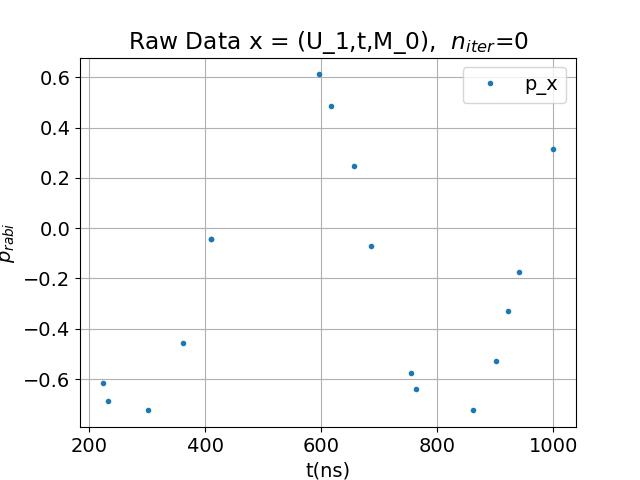 Raw Data x = (U_1,t,M_0), n_iter=0
p_x
0.6
0.4
0.2
0.0
−0.2
−0.4
−0.6
p_rabi
200 400 600 800 1000
t(ns)